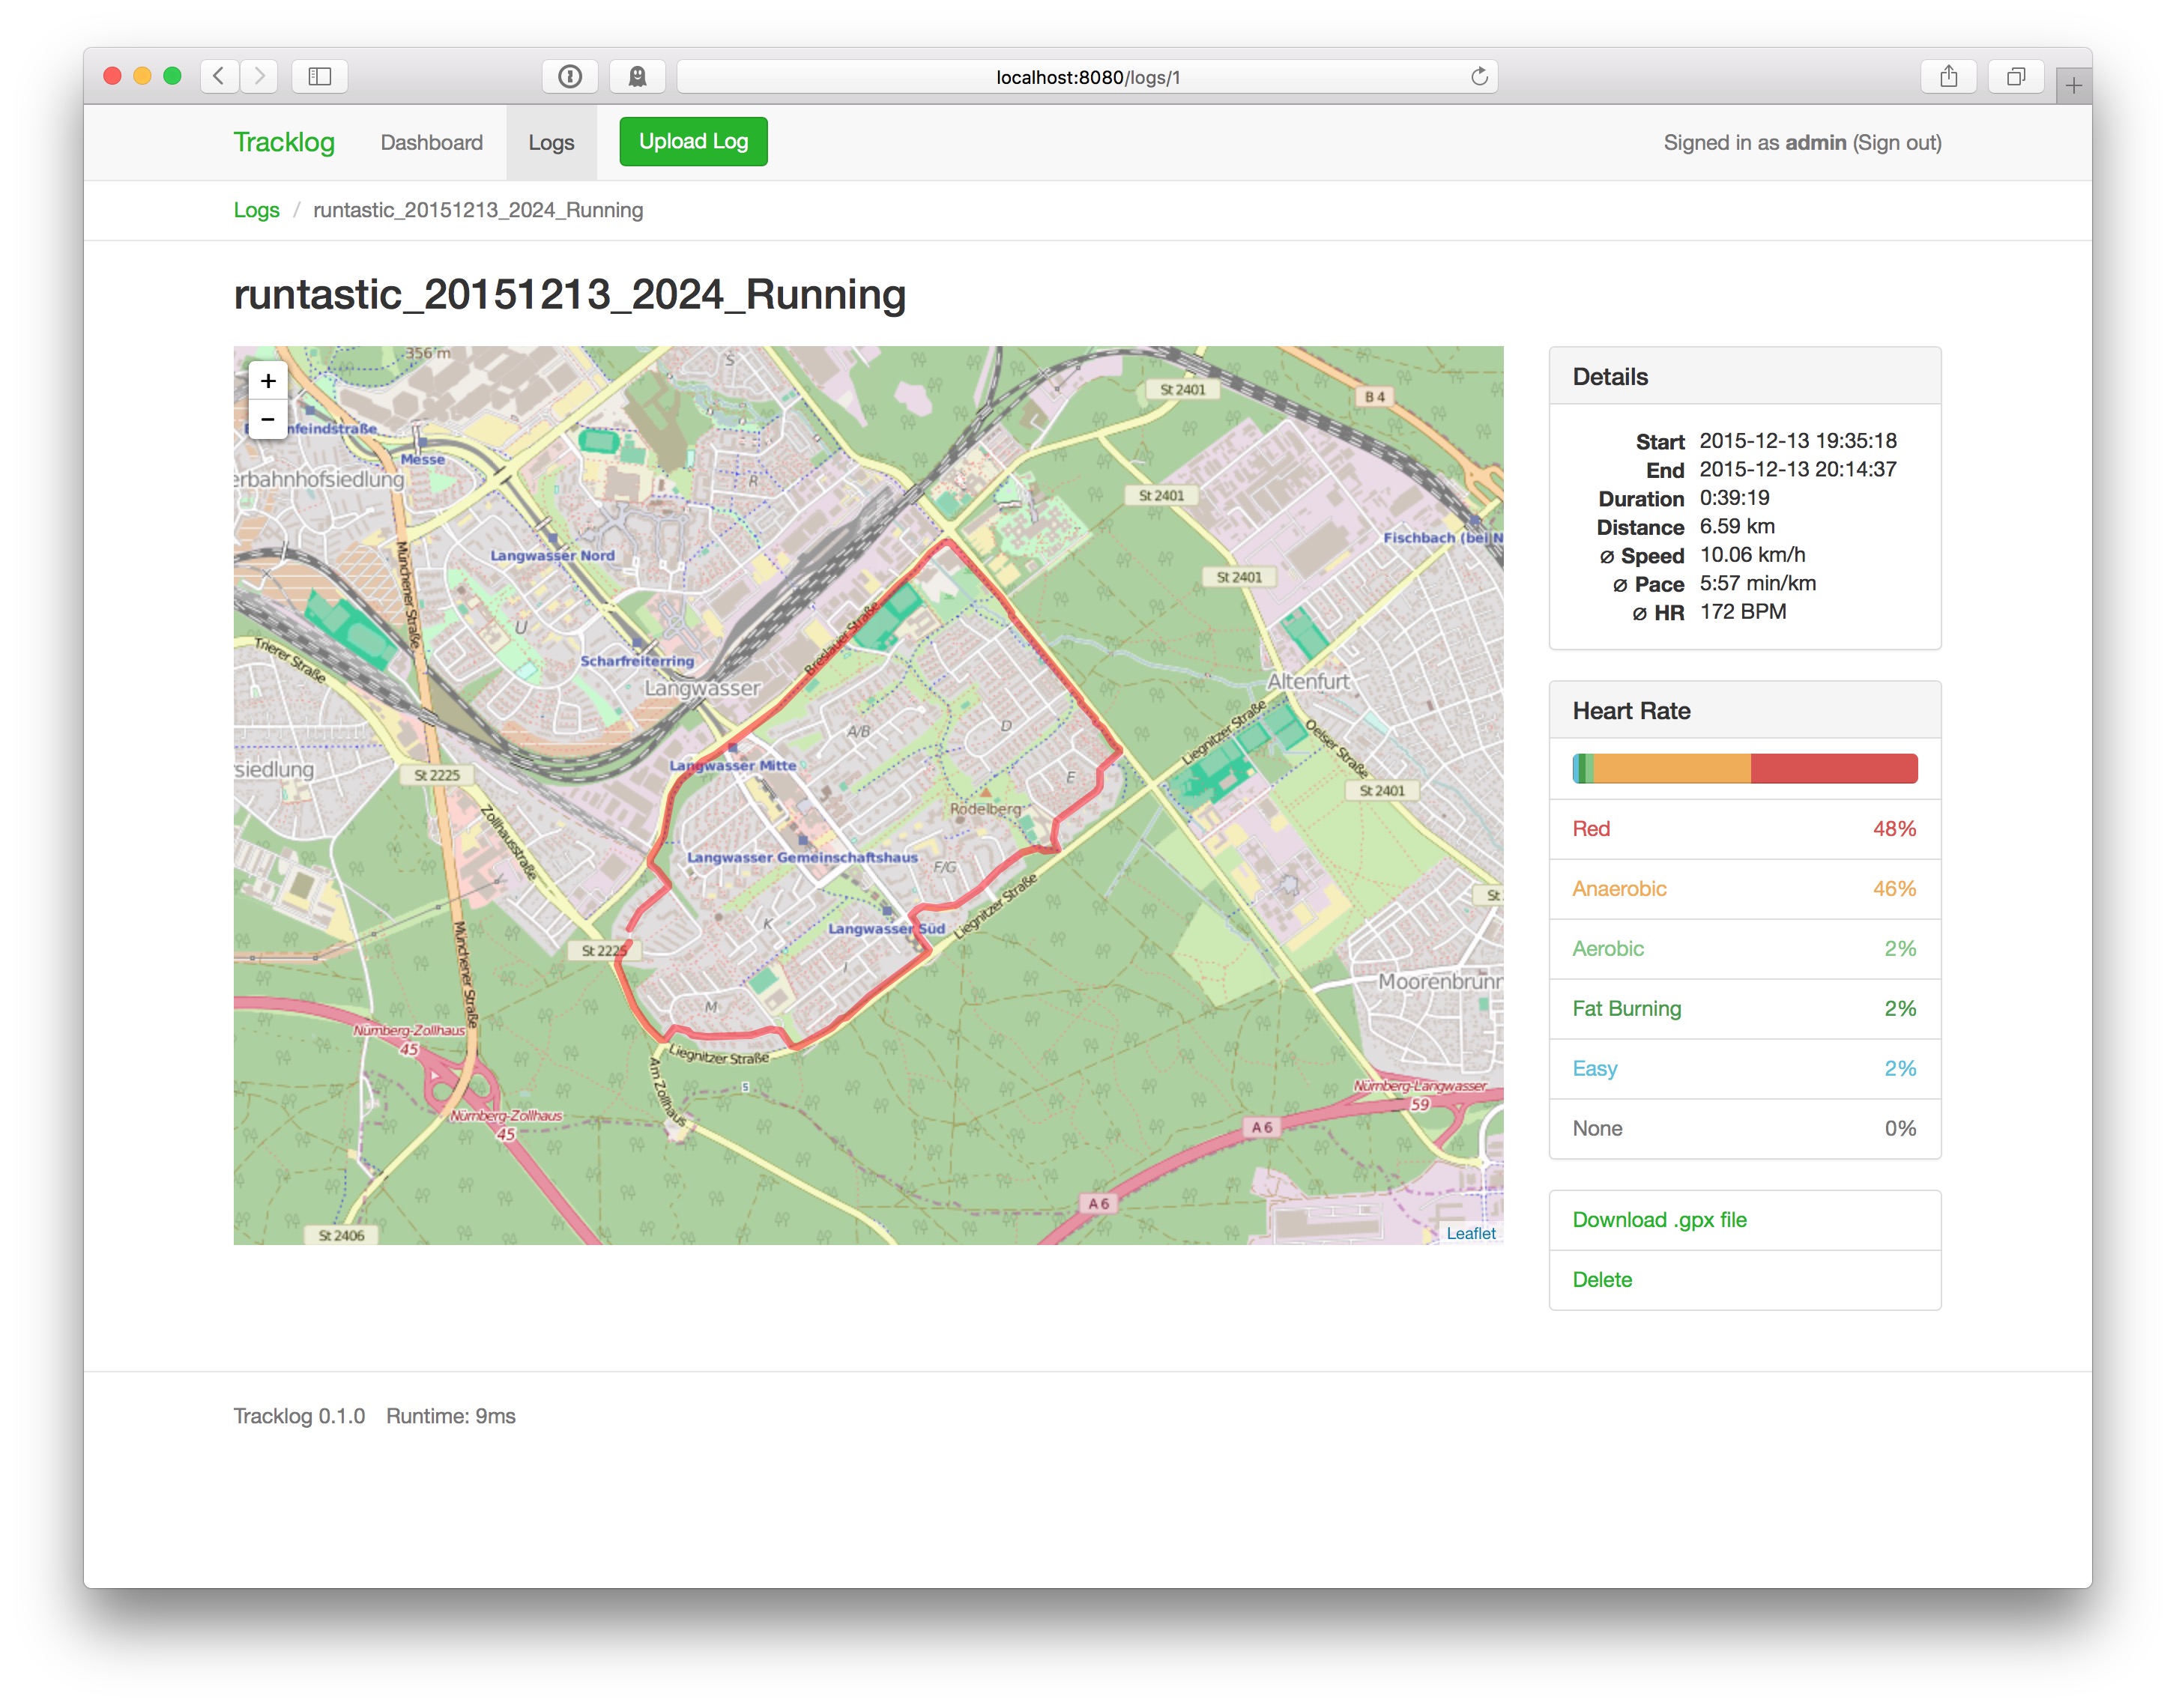 localhost:8080/logs/1
Tracklog Dashboard Logs Upload Log Signed in as admin (Sign out)
Logs / runtastic_20151213_2024_Running
runtastic_20151213_2024_Running
+
−
356 m
S
St 2401
B 4
nfeindstraße
Messe
erbahnhofsiedlung
R
St 2401
Münchener Straße
Langwasser Nord
Fischbach (bei N
St 2401
U
Breslauer Straße
Trierer Straße
Scharfreiterring
Langwasser
Altenfurt
A/B
D
Liegnitzer Straße
Oelser Straße
Langwasser Mitte
siedlung
St 2225
E
St 2401
Rodelberg
Zollhausstraße
Langwasser Gemeinschaftshaus
F/G
St
K
Langwasser Süd
Liegnitzer Straße
St 2225
Münchener Straße
I
Moorenbrunn
M
Nürnberg-Zollhaus
45
Liegnitzer Straße
Am Zollhaus
5
Nürnberg-Langwasser
59
Nürnberg-Zollhaus
45
A 6
A 6
St 2406
Leaflet
Details
Start 2015-12-13 19:35:18
End 2015-12-13 20:14:37
Duration 0:39:19
Distance 6.59 km
⌀ Speed 10.06 km/h
⌀ Pace 5:57 min/km
⌀ HR 172 BPM
Heart Rate
Red 48%
Anaerobic 46%
Aerobic 2%
Fat Burning 2%
Easy 2%
None 0%
Download .gpx file
Delete
Tracklog 0.1.0 Runtime: 9ms